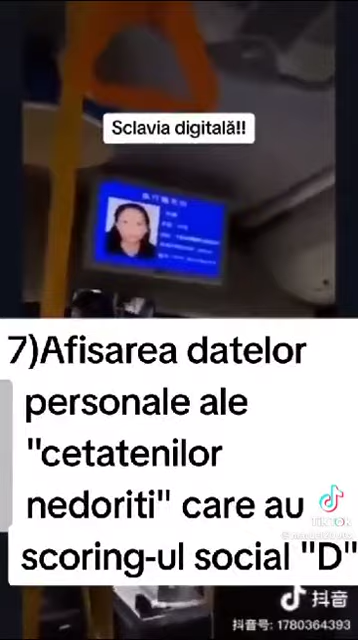 Sclavia digitală!!
7)Afisarea datelor
personale ale
"cetatenilor
nedoriti" care au
scoring-ul social "D"
TikTok
抖音
抖音号: 1780364393